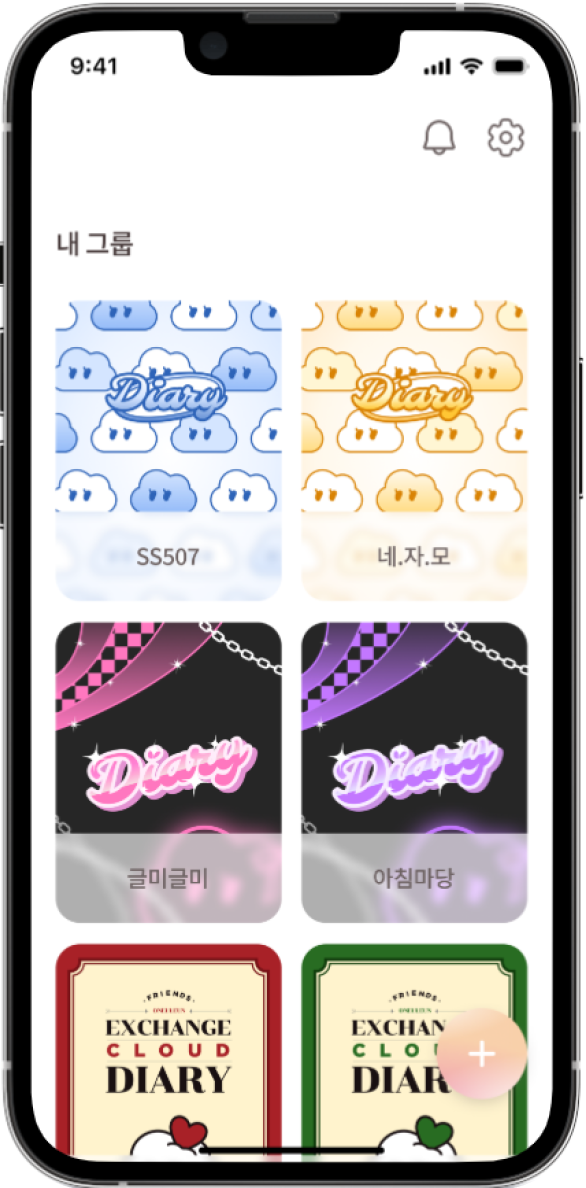 9:41
내 그룹
Diary
Diary
SS507
네.자.모
Diary
Diary
글미글미
아침마당
·FRIENDS·
EXCHANGE
CLOUD
DIARY
·FRIENDS·
EXCHAN
CLO
DIAR
+